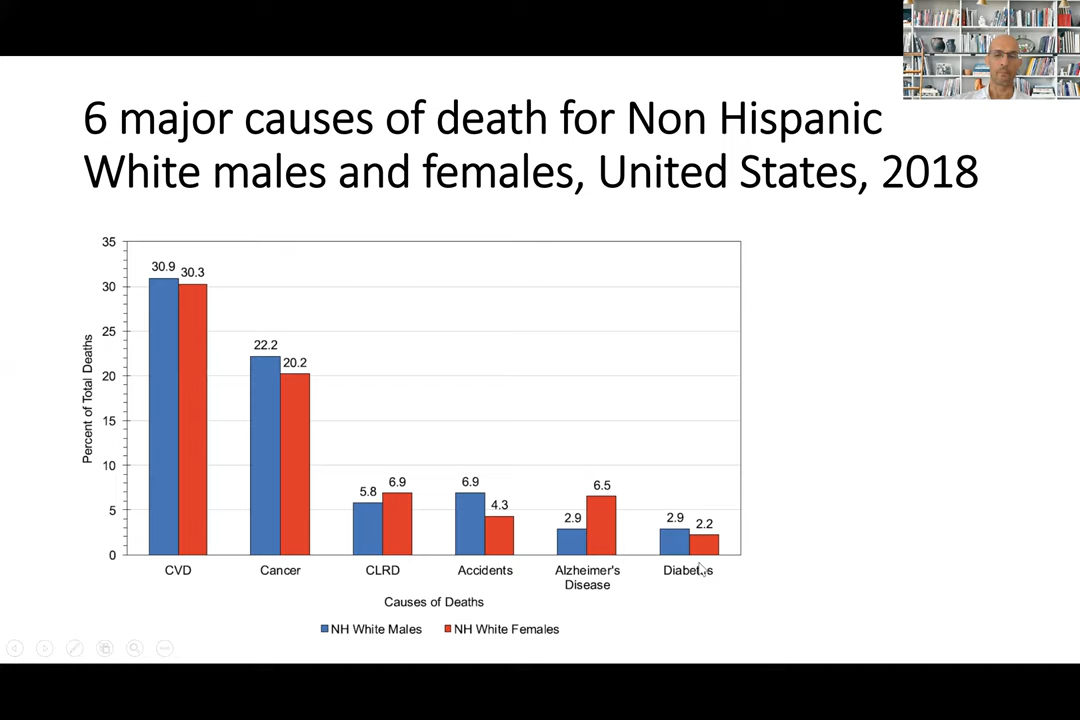 6 major causes of death for Non Hispanic
White males and females, United States, 2018
35
30
25
20
15
10
5
0
Percent of Total Deaths
30.9 30.3
22.2 20.2
5.8 6.9
6.9 4.3
2.9 6.5
2.9 2.2
CVD Cancer CLRD Accidents Alzheimer's Disease Diabetes
Causes of Deaths
NH White Males NH White Females